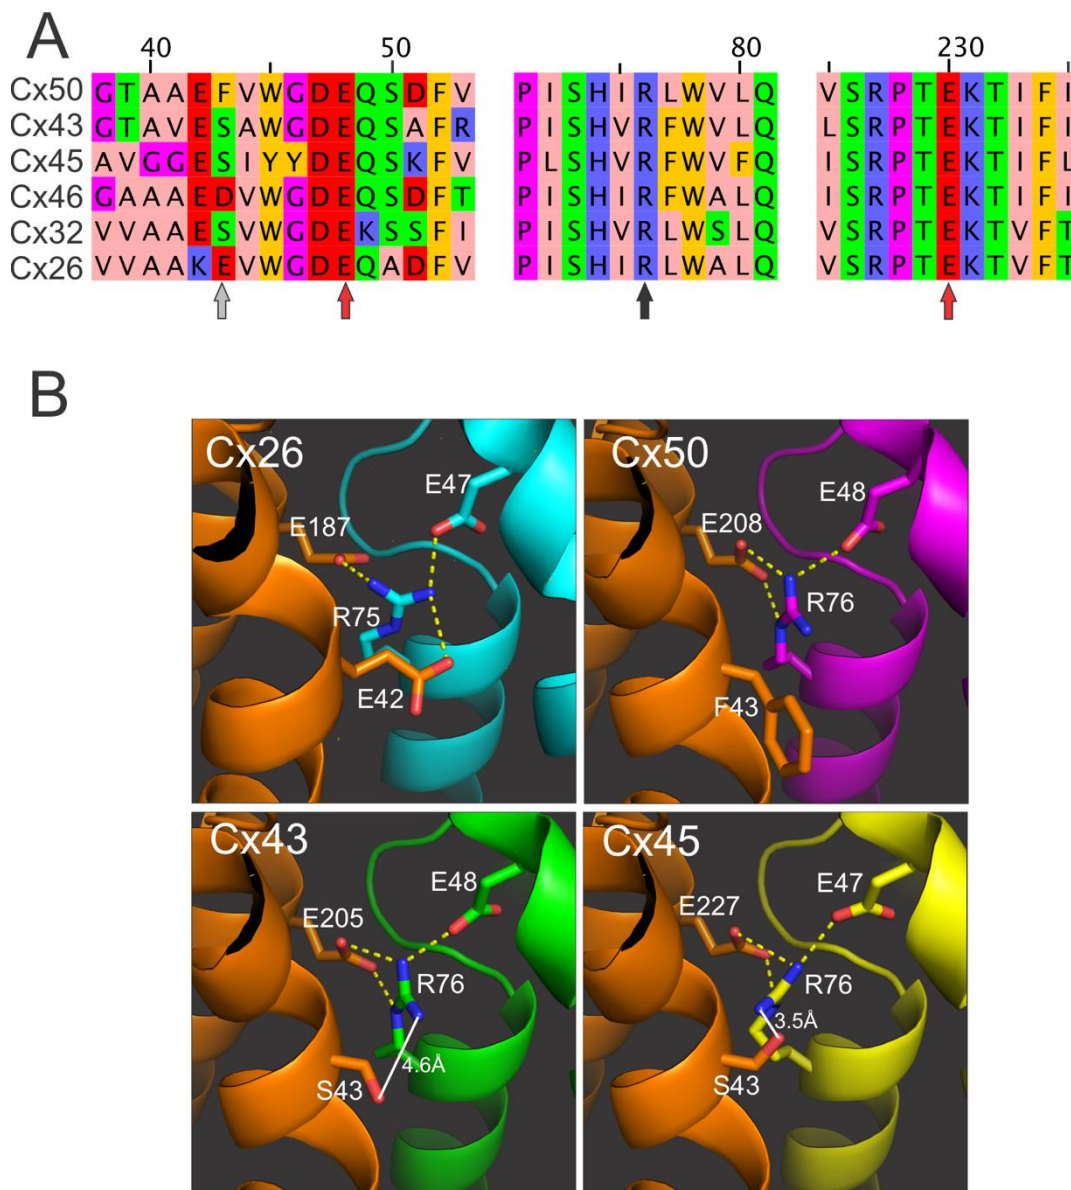 A
40 50 80 230
Cx50 GTAAEFVWGDEQSDFV PISHIRLWVLQ VSRPTEKTIFI
Cx43 GTAVESAWGDEQSAFR PISHVRFWVLQ LSRPTEKTIFI
Cx45 AVGGESIYYDEQSKFV PLSHVRFWVFQ ISRPTEKTIFL
Cx46 GAAAEDVWGDEQSDFT PISHIRFWALQ VSRPTEKTIFI
Cx32 VVAAESVWGDEKSSFI PISHVRLWSLQ VSRPTEKTVFT
Cx26 VVAAKEVWGDEQADFV PISHIRLWALQ VSRPTEKTVFT
B
Cx26
E47
E187
R75
E42
Cx50
E48
E208
R76
F43
Cx43
E48
E205
R76
4.6Å
S43
Cx45
E47
E227
R76
3.5Å
S43